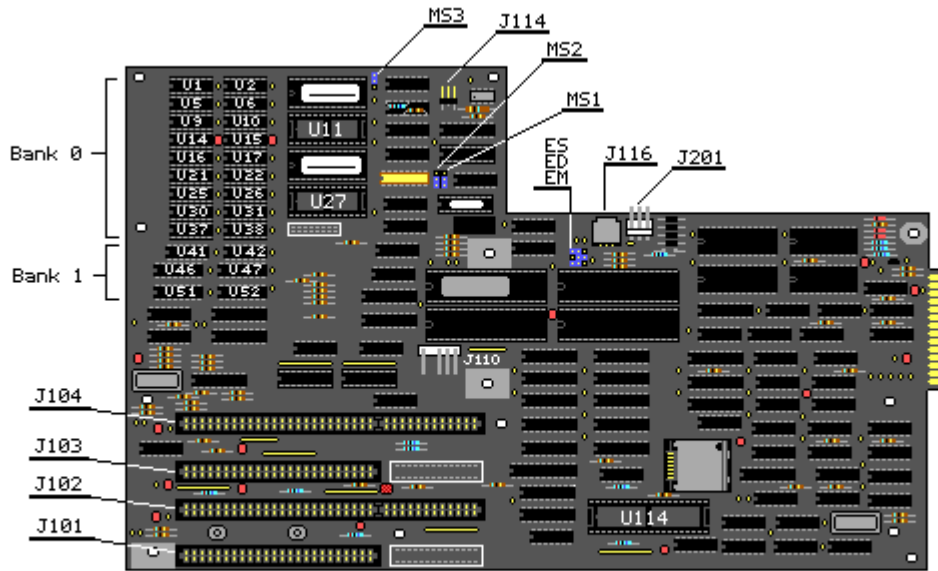 MS3
J114
MS2
MS1
ES
ED
EM
J116
J201
Bank 0
U1 U2
U5 U6
U9 U10
U14 U15
U16 U17
U21 U22
U25 U26
U30 U31
U37 U38
U11
U27
Bank 1
U41 U42
U46 U47
U51 U52
J110
J104
J103
J102
J101
U114